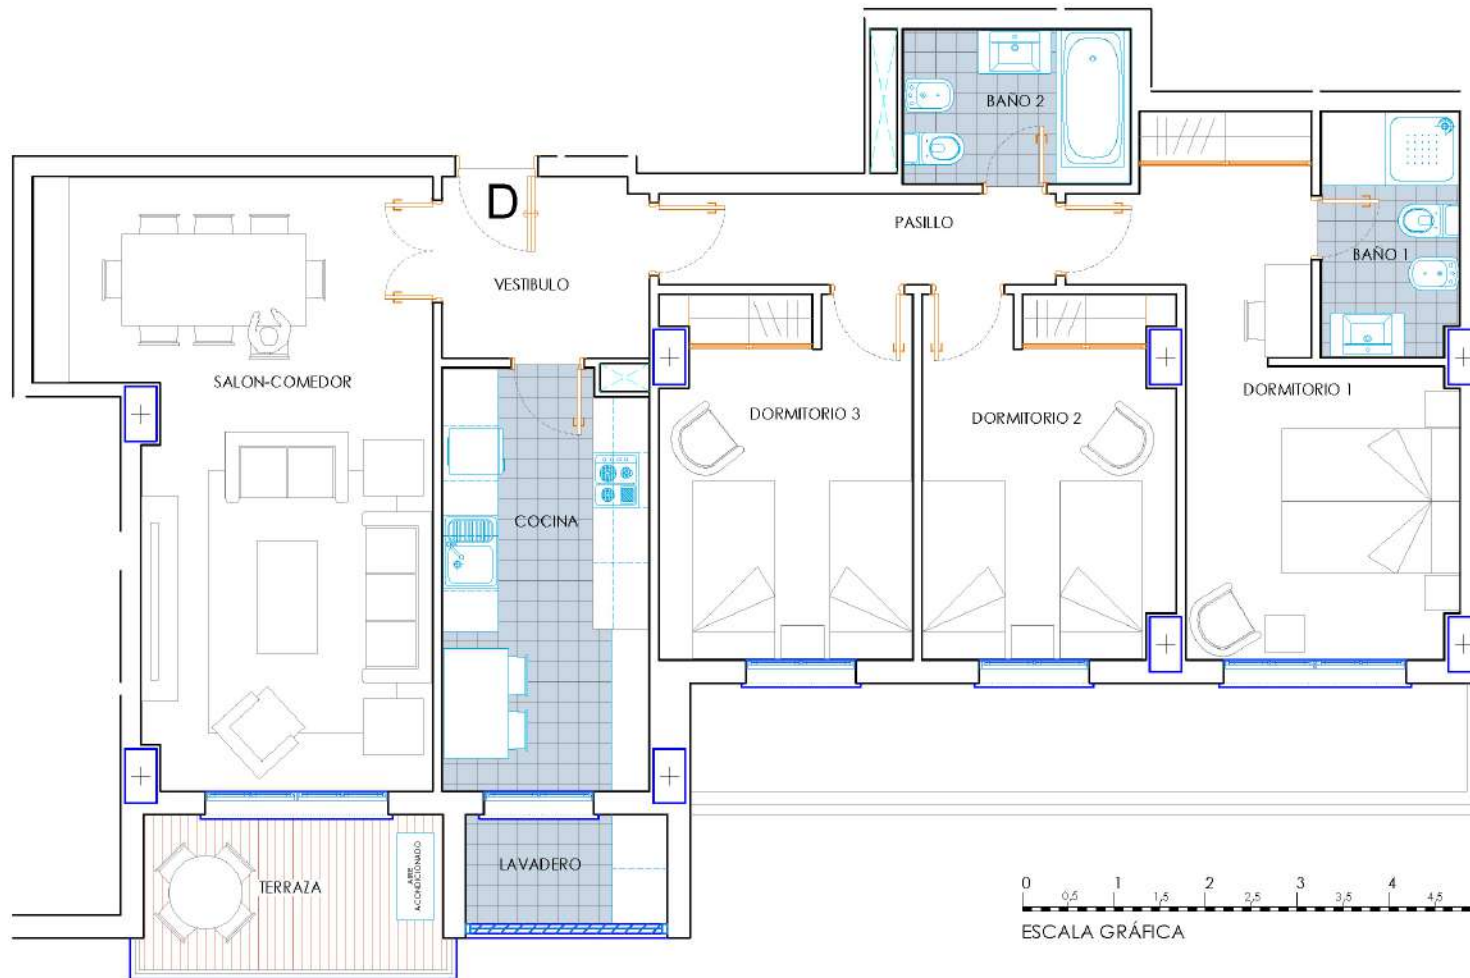 BAÑO 2
D
PASILLO
BAÑO 1
VESTIBULO
SALON-COMEDOR
DORMITORIO 3
DORMITORIO 2
DORMITORIO 1
COCINA
LAVADERO
TERRAZA
AIRE
ACONDICIONADO
0 0,5 1 1,5 2 2,5 3 3,5 4 4,5
ESCALA GRÁFICA